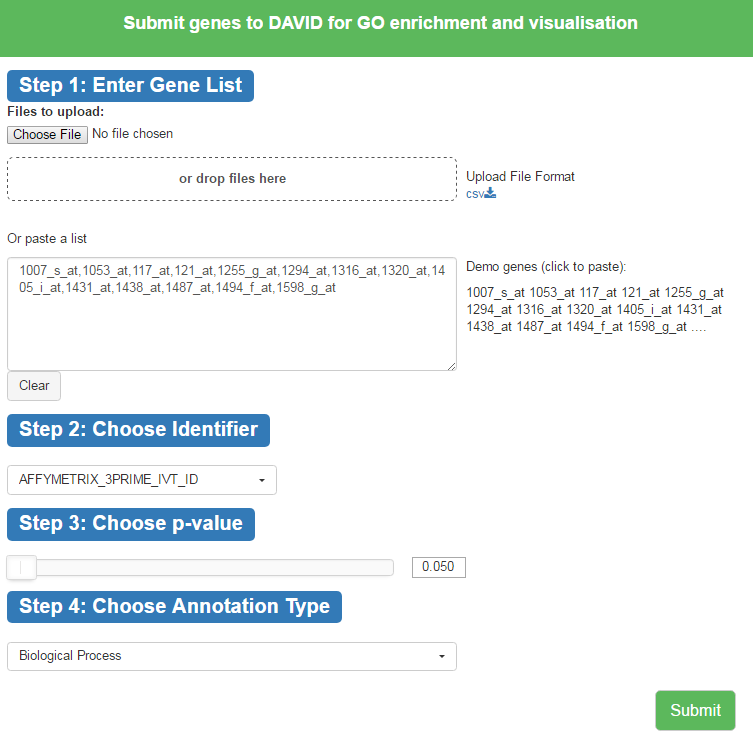 Submit genes to DAVID for GO enrichment and visualisation
Step 1: Enter Gene List
Files to upload:
Choose File No file chosen
or drop files here
Upload File Format
csv
Or paste a list
1007_s_at,1053_at,117_at,121_at,1255_g_at,1294_at,1316_at,1320_at,14
05_i_at,1431_at,1438_at,1487_at,1494_f_at,1598_g_at
Demo genes (click to paste):
1007_s_at 1053_at 117_at 121_at 1255_g_at
1294_at 1316_at 1320_at 1405_i_at 1431_at
1438_at 1487_at 1494_f_at 1598_g_at ....
Clear
Step 2: Choose Identifier
AFFYMETRIX_3PRIME_IVT_ID
Step 3: Choose p-value
0.050
Step 4: Choose Annotation Type
Biological Process
Submit